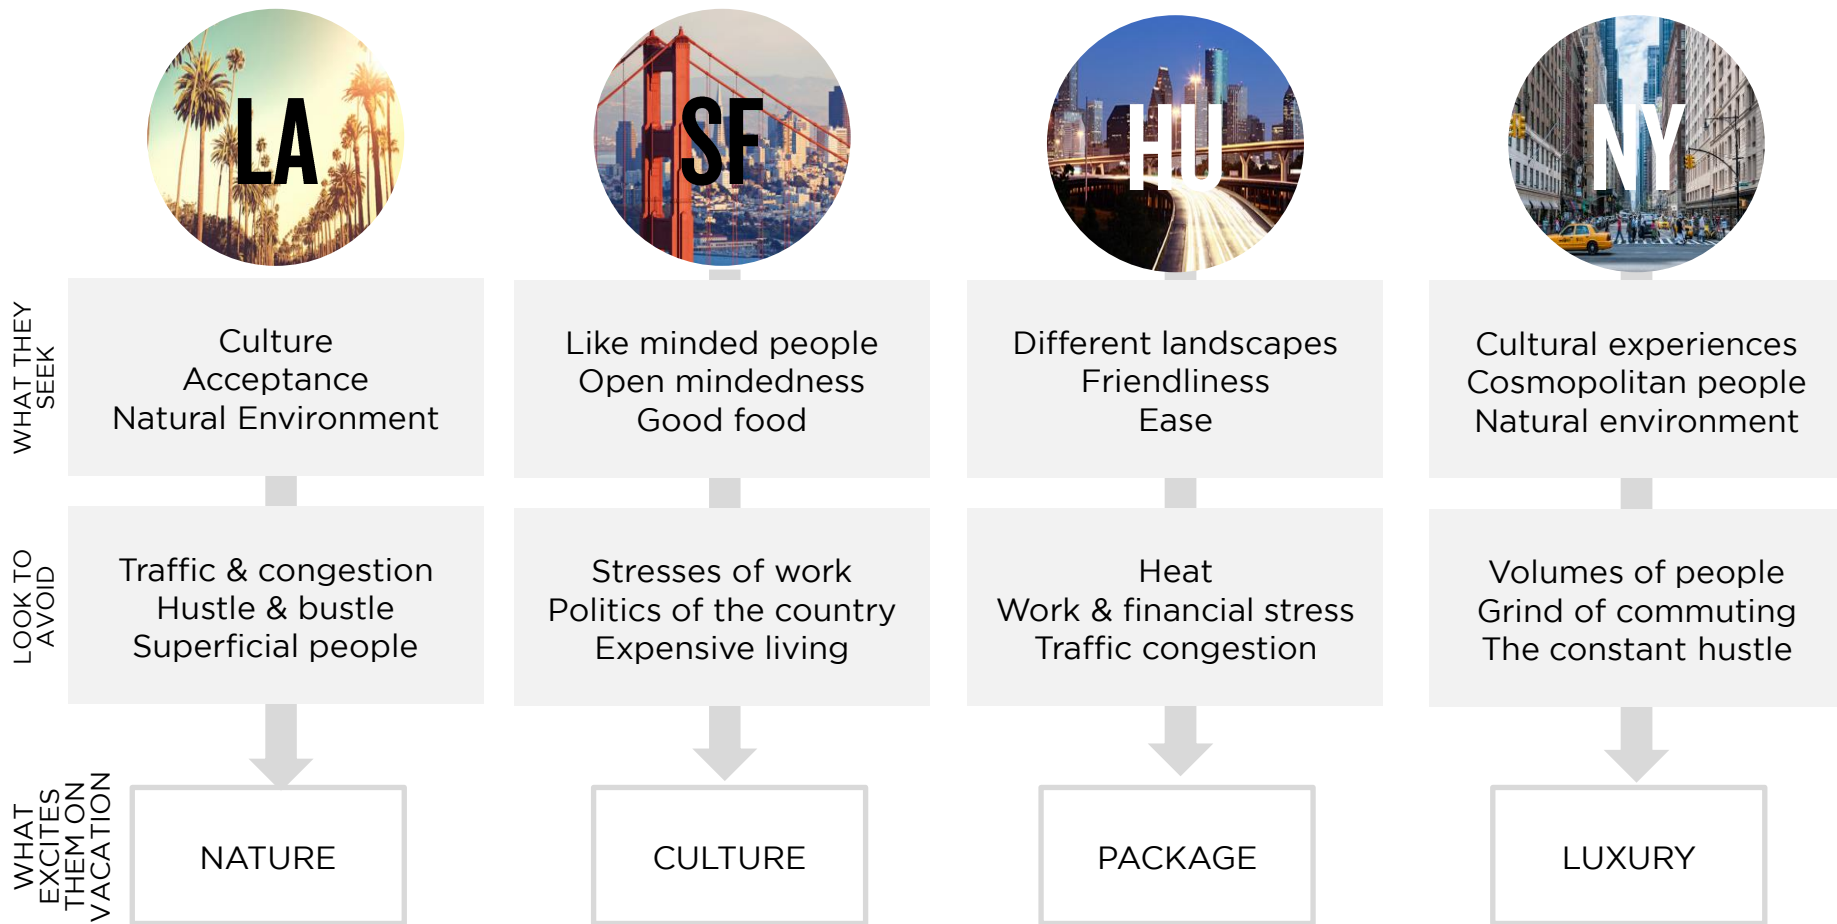 LA
SF
HU
NY
WHAT THEY
SEEK
Culture
Acceptance
Natural Environment
Like minded people
Open mindedness
Good food
Different landscapes
Friendliness
Ease
Cultural experiences
Cosmopolitan people
Natural environment
LOOK TO
AVOID
Traffic & congestion
Hustle & bustle
Superficial people
Stresses of work
Politics of the country
Expensive living
Heat
Work & financial stress
Traffic congestion
Volumes of people
Grind of commuting
The constant hustle
WHAT
EXCITES
THEM ON
VACATION
NATURE
CULTURE
PACKAGE
LUXURY